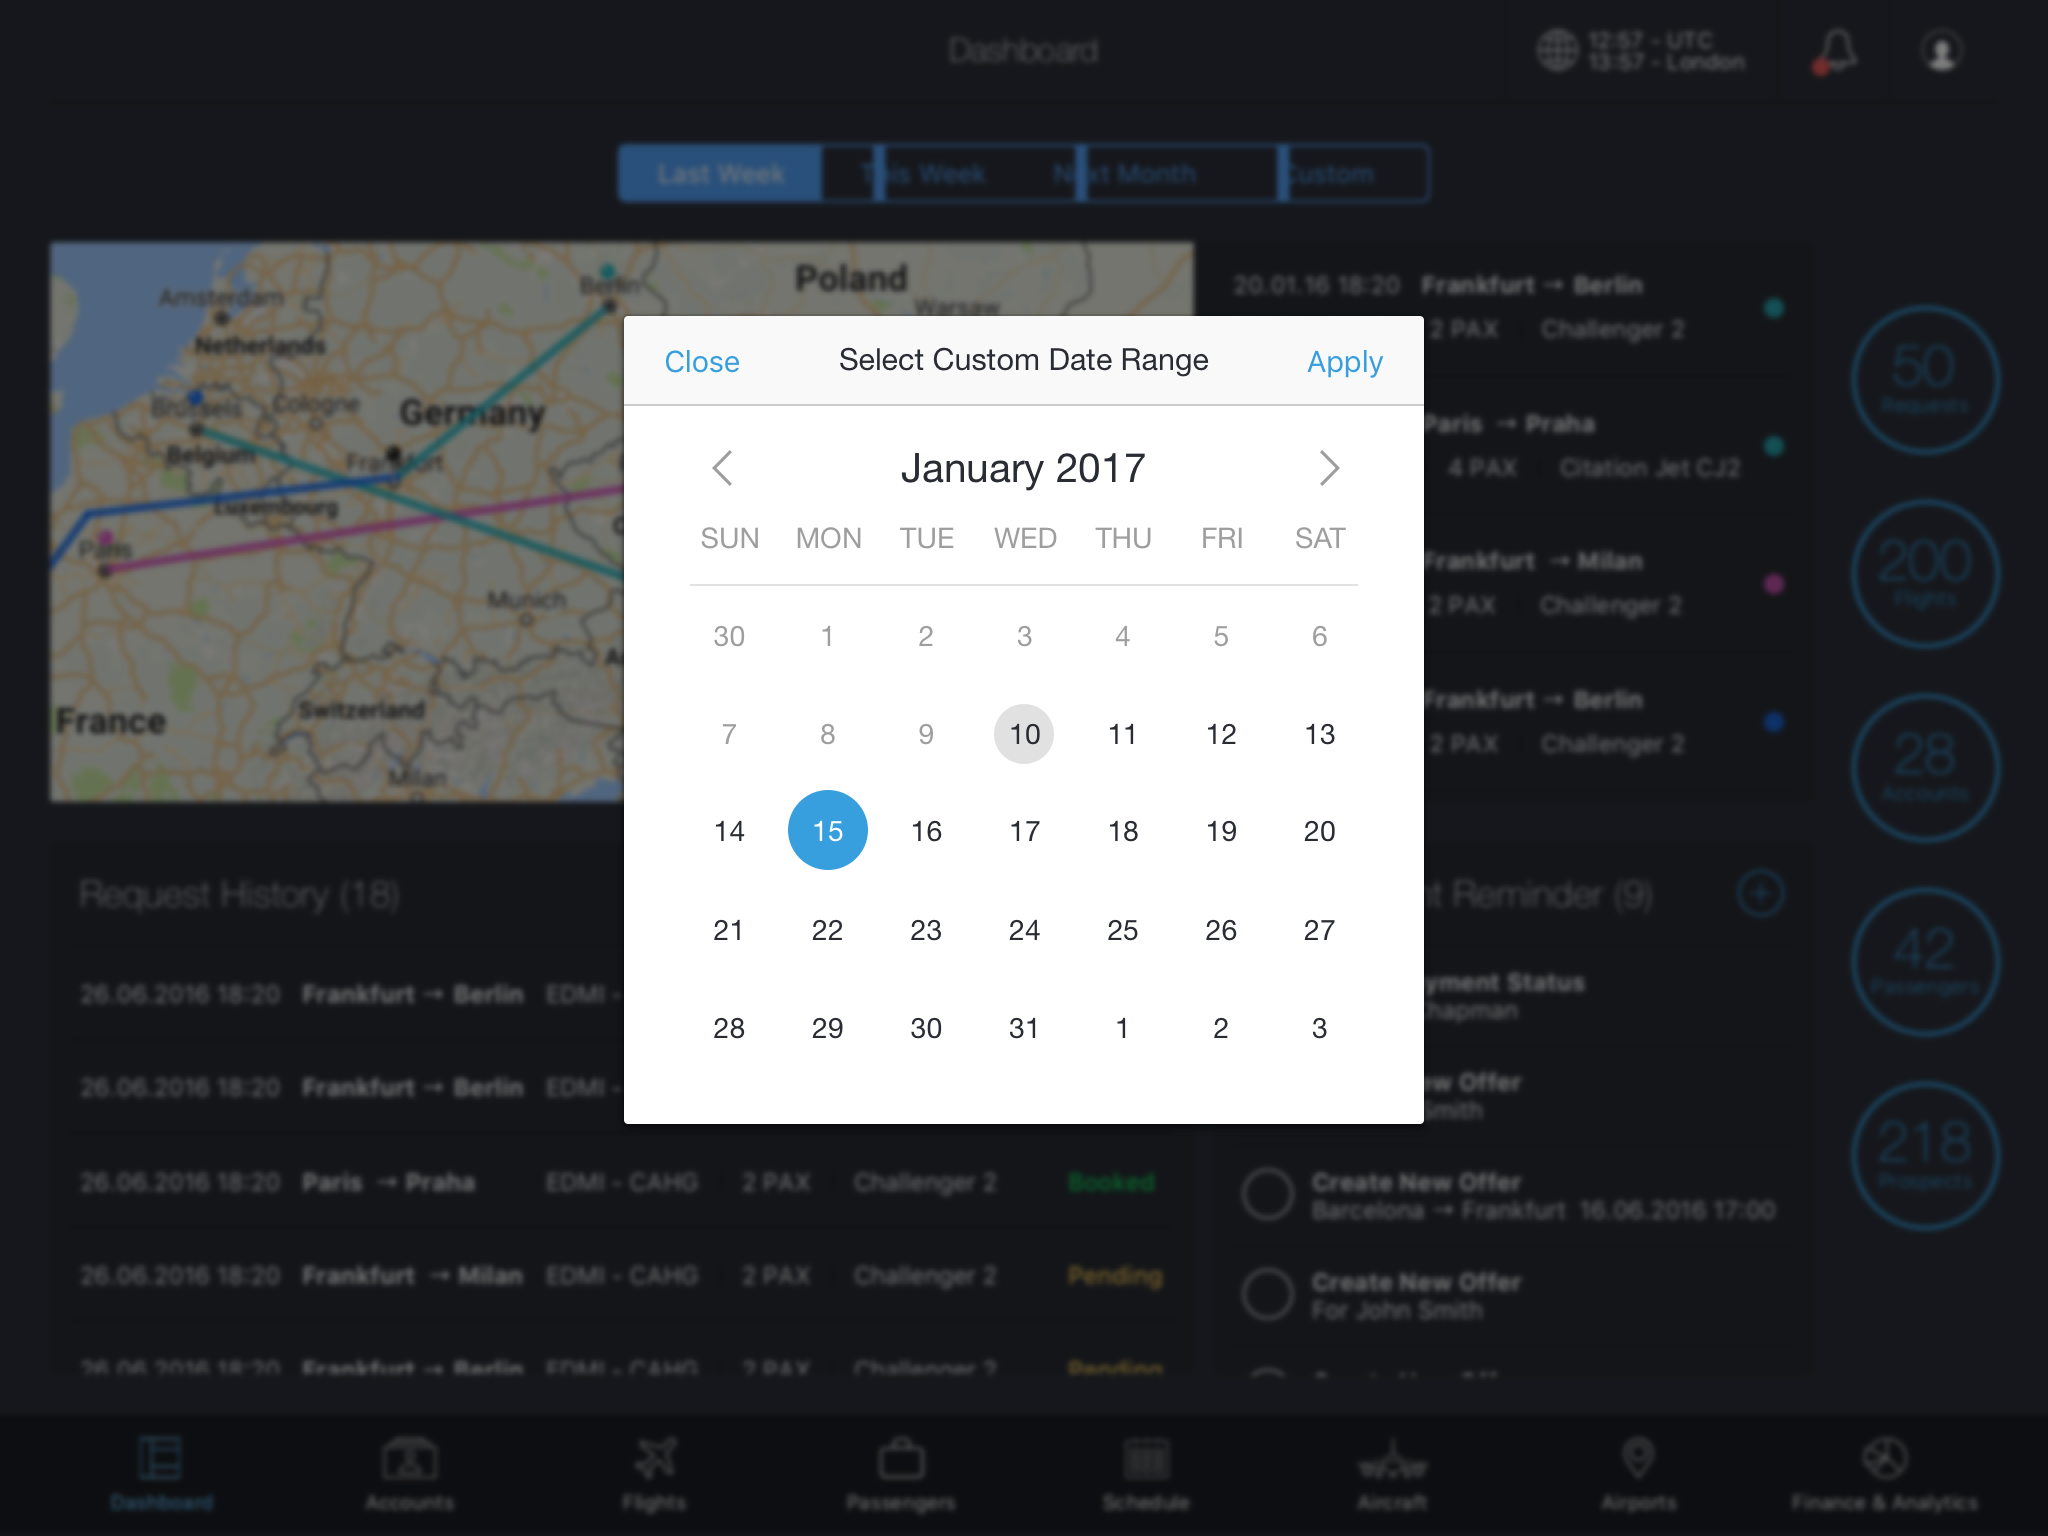 Dashboard
12:57 - UTC
13:57 - London
Last Week
This Week
Next Month
Custom
Amsterdam
Netherlands
Brussels
Cologne
Belgium
Germany
Berlin
Poland
Warsaw
Frankfurt
Luxembourg
Paris
Munich
France
Switzerland
Milan
20.01.16 18:20 Frankfurt → Berlin
2 PAX Challenger 2
Paris → Praha
4 PAX Citation Jet CJ2
Frankfurt → Milan
2 PAX Challenger 2
Frankfurt → Berlin
2 PAX Challenger 2
50
Requests
200
Flights
28
Accounts
42
Passengers
218
Prospects
Close
Select Custom Date Range
Apply
January 2017
SUN MON TUE WED THU FRI SAT
30 1 2 3 4 5 6
7 8 9 10 11 12 13
14 15 16 17 18 19 20
21 22 23 24 25 26 27
28 29 30 31 1 2 3
Request History (18)
26.06.2016 18:20 Frankfurt → Berlin EDMI -
26.06.2016 18:20 Frankfurt → Berlin EDMI -
26.06.2016 18:20 Paris → Praha EDMI - CAHG 2 PAX Challenger 2 Booked
26.06.2016 18:20 Frankfurt → Milan EDMI - CAHG 2 PAX Challenger 2 Pending
26.06.2016 18:20 Frankfurt → Berlin EDMI - CAHG 2 PAX Challenger 2 Pending
Reminder (9)
Status
Offer
Smith
Create New Offer
Barcelona → Frankfurt 16.06.2016 17:00
Create New Offer
For John Smith
Dashboard
Accounts
Flights
Passengers
Schedule
Aircraft
Airports
Finance & Analytics